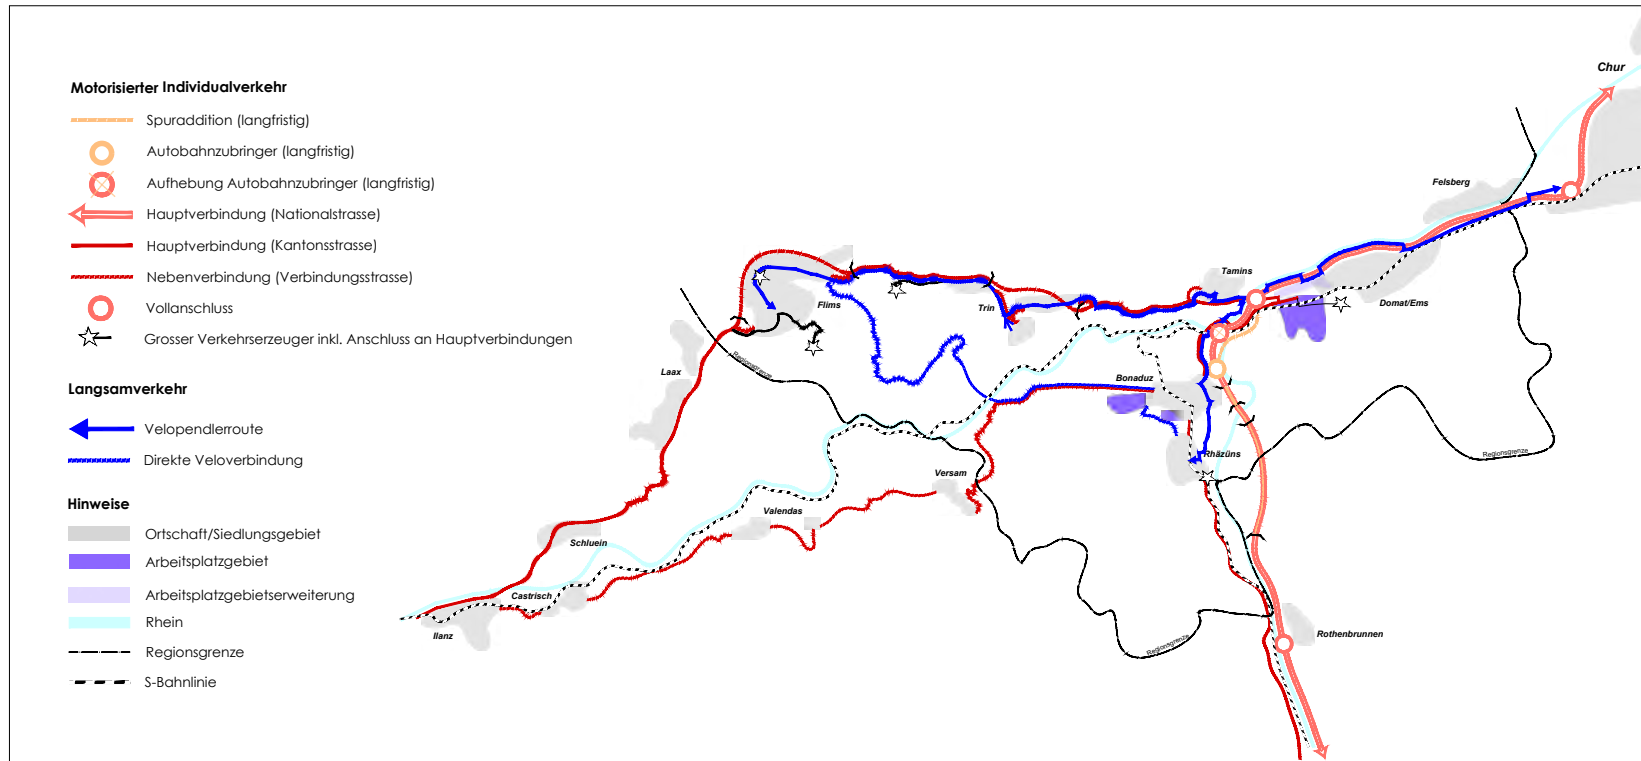 Motorisierter Individualverkehr
Spuraddition (langfristig)
Autobahnzubringer (langfristig)
Aufhebung Autobahnzubringer (langfristig)
Hauptverbindung (Nationalstrasse)
Hauptverbindung (Kantonsstrasse)
Nebenverbindung (Verbindungsstrasse)
Vollanschluss
Grosser Verkehrserzeuger inkl. Anschluss an Hauptverbindungen
Langsamverkehr
Velopendlerroute
Direkte Veloverbindung
Hinweise
Ortschaft/Siedlungsgebiet
Arbeitsplatzgebiet
Arbeitsplatzgebietserweiterung
Rhein
Regionsgrenze
S-Bahnlinie
Chur
Felsberg
Tamins
Domat/Ems
Flims
Trin
Laax
Regionsgrenze
Bonaduz
Rhäzüns
Regionsgrenze
Versam
Valendas
Schluein
Castrisch
Ilanz
Rothenbrunnen
Regionsgrenze